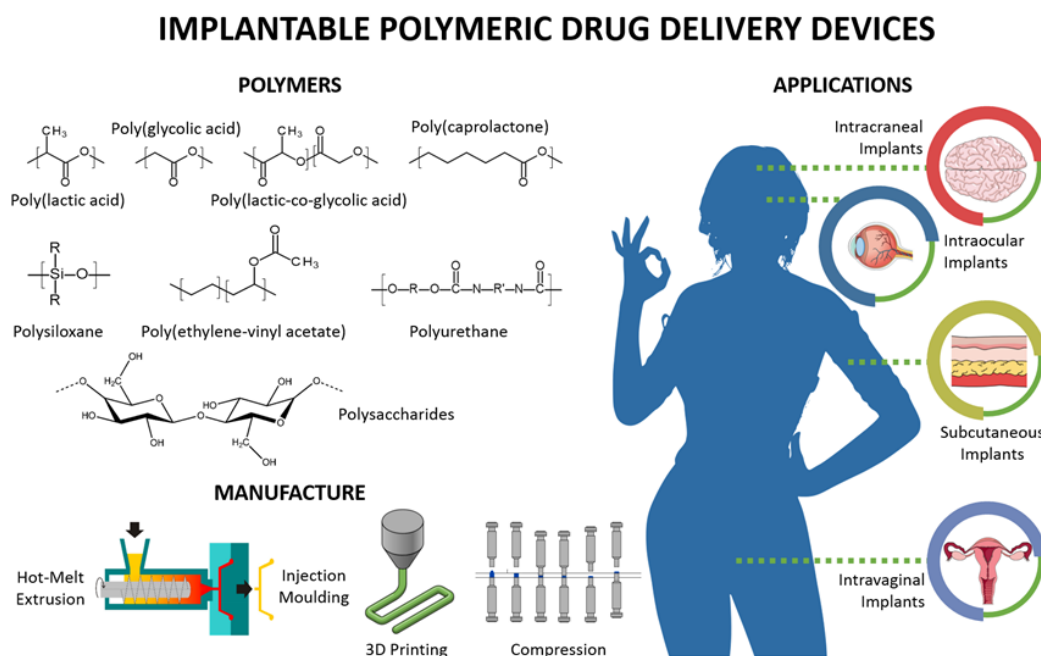 IMPLANTABLE POLYMERIC DRUG DELIVERY DEVICES
POLYMERS
CH3
O
O
Poly(lactic acid)
Poly(glycolic acid)
O
O
CH3
O
O
O
O
Poly(lactic-co-glycolic acid)
Poly(caprolactone)
O
O
R
Si
O
R
Polysiloxane
O
O
CH3
Poly(ethylene-vinyl acetate)
O
O
O-R-O-C-N-R'-N-C
Polyurethane
OH
H2C
O
O
HO
OH
O
OH
HO
O
O
H2C
OH
Polysaccharides
MANUFACTURE
Hot-Melt
Extrusion
Injection
Moulding
3D Printing
Compression
APPLICATIONS
Intracraneal
Implants
Intraocular
Implants
Subcutaneous
Implants
Intravaginal
Implants